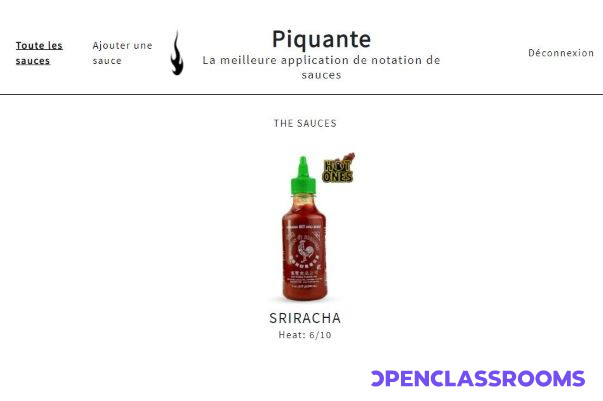 Toute les
sauces
Ajouter une
sauce
Piquante
La meilleure application de notation de
sauces
Déconnexion
THE SAUCES
HOT
ONES
SRIRACHA
Heat: 6/10
OPENCLASSROOMS